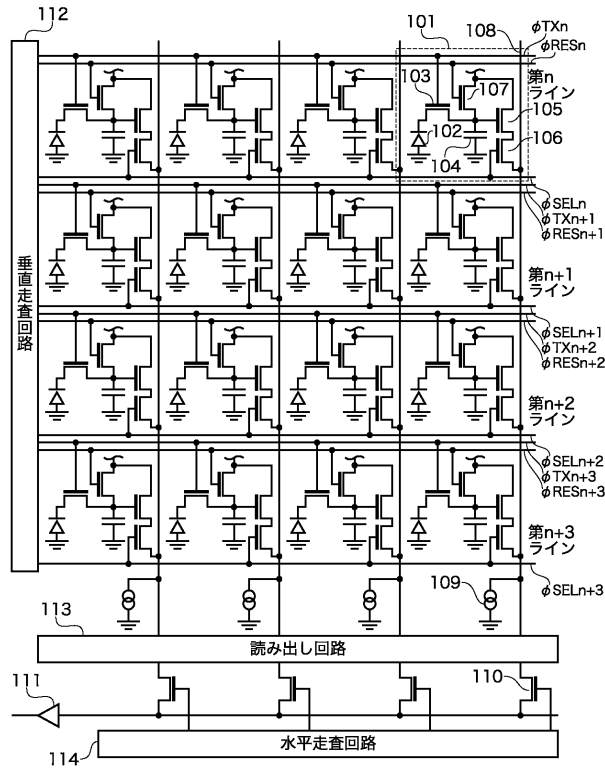 112
101
108
φTXn
φRESn
103
107
第n
ライン
105
102
104
106
φSELn
φTXn+1
φRESn+1
垂直走査回路
第n+1
ライン
φSELn+1
φTXn+2
φRESn+2
第n+2
ライン
φSELn+2
φTXn+3
φRESn+3
第n+3
ライン
109
φSELn+3
113
読み出し回路
111
110
水平走査回路
114